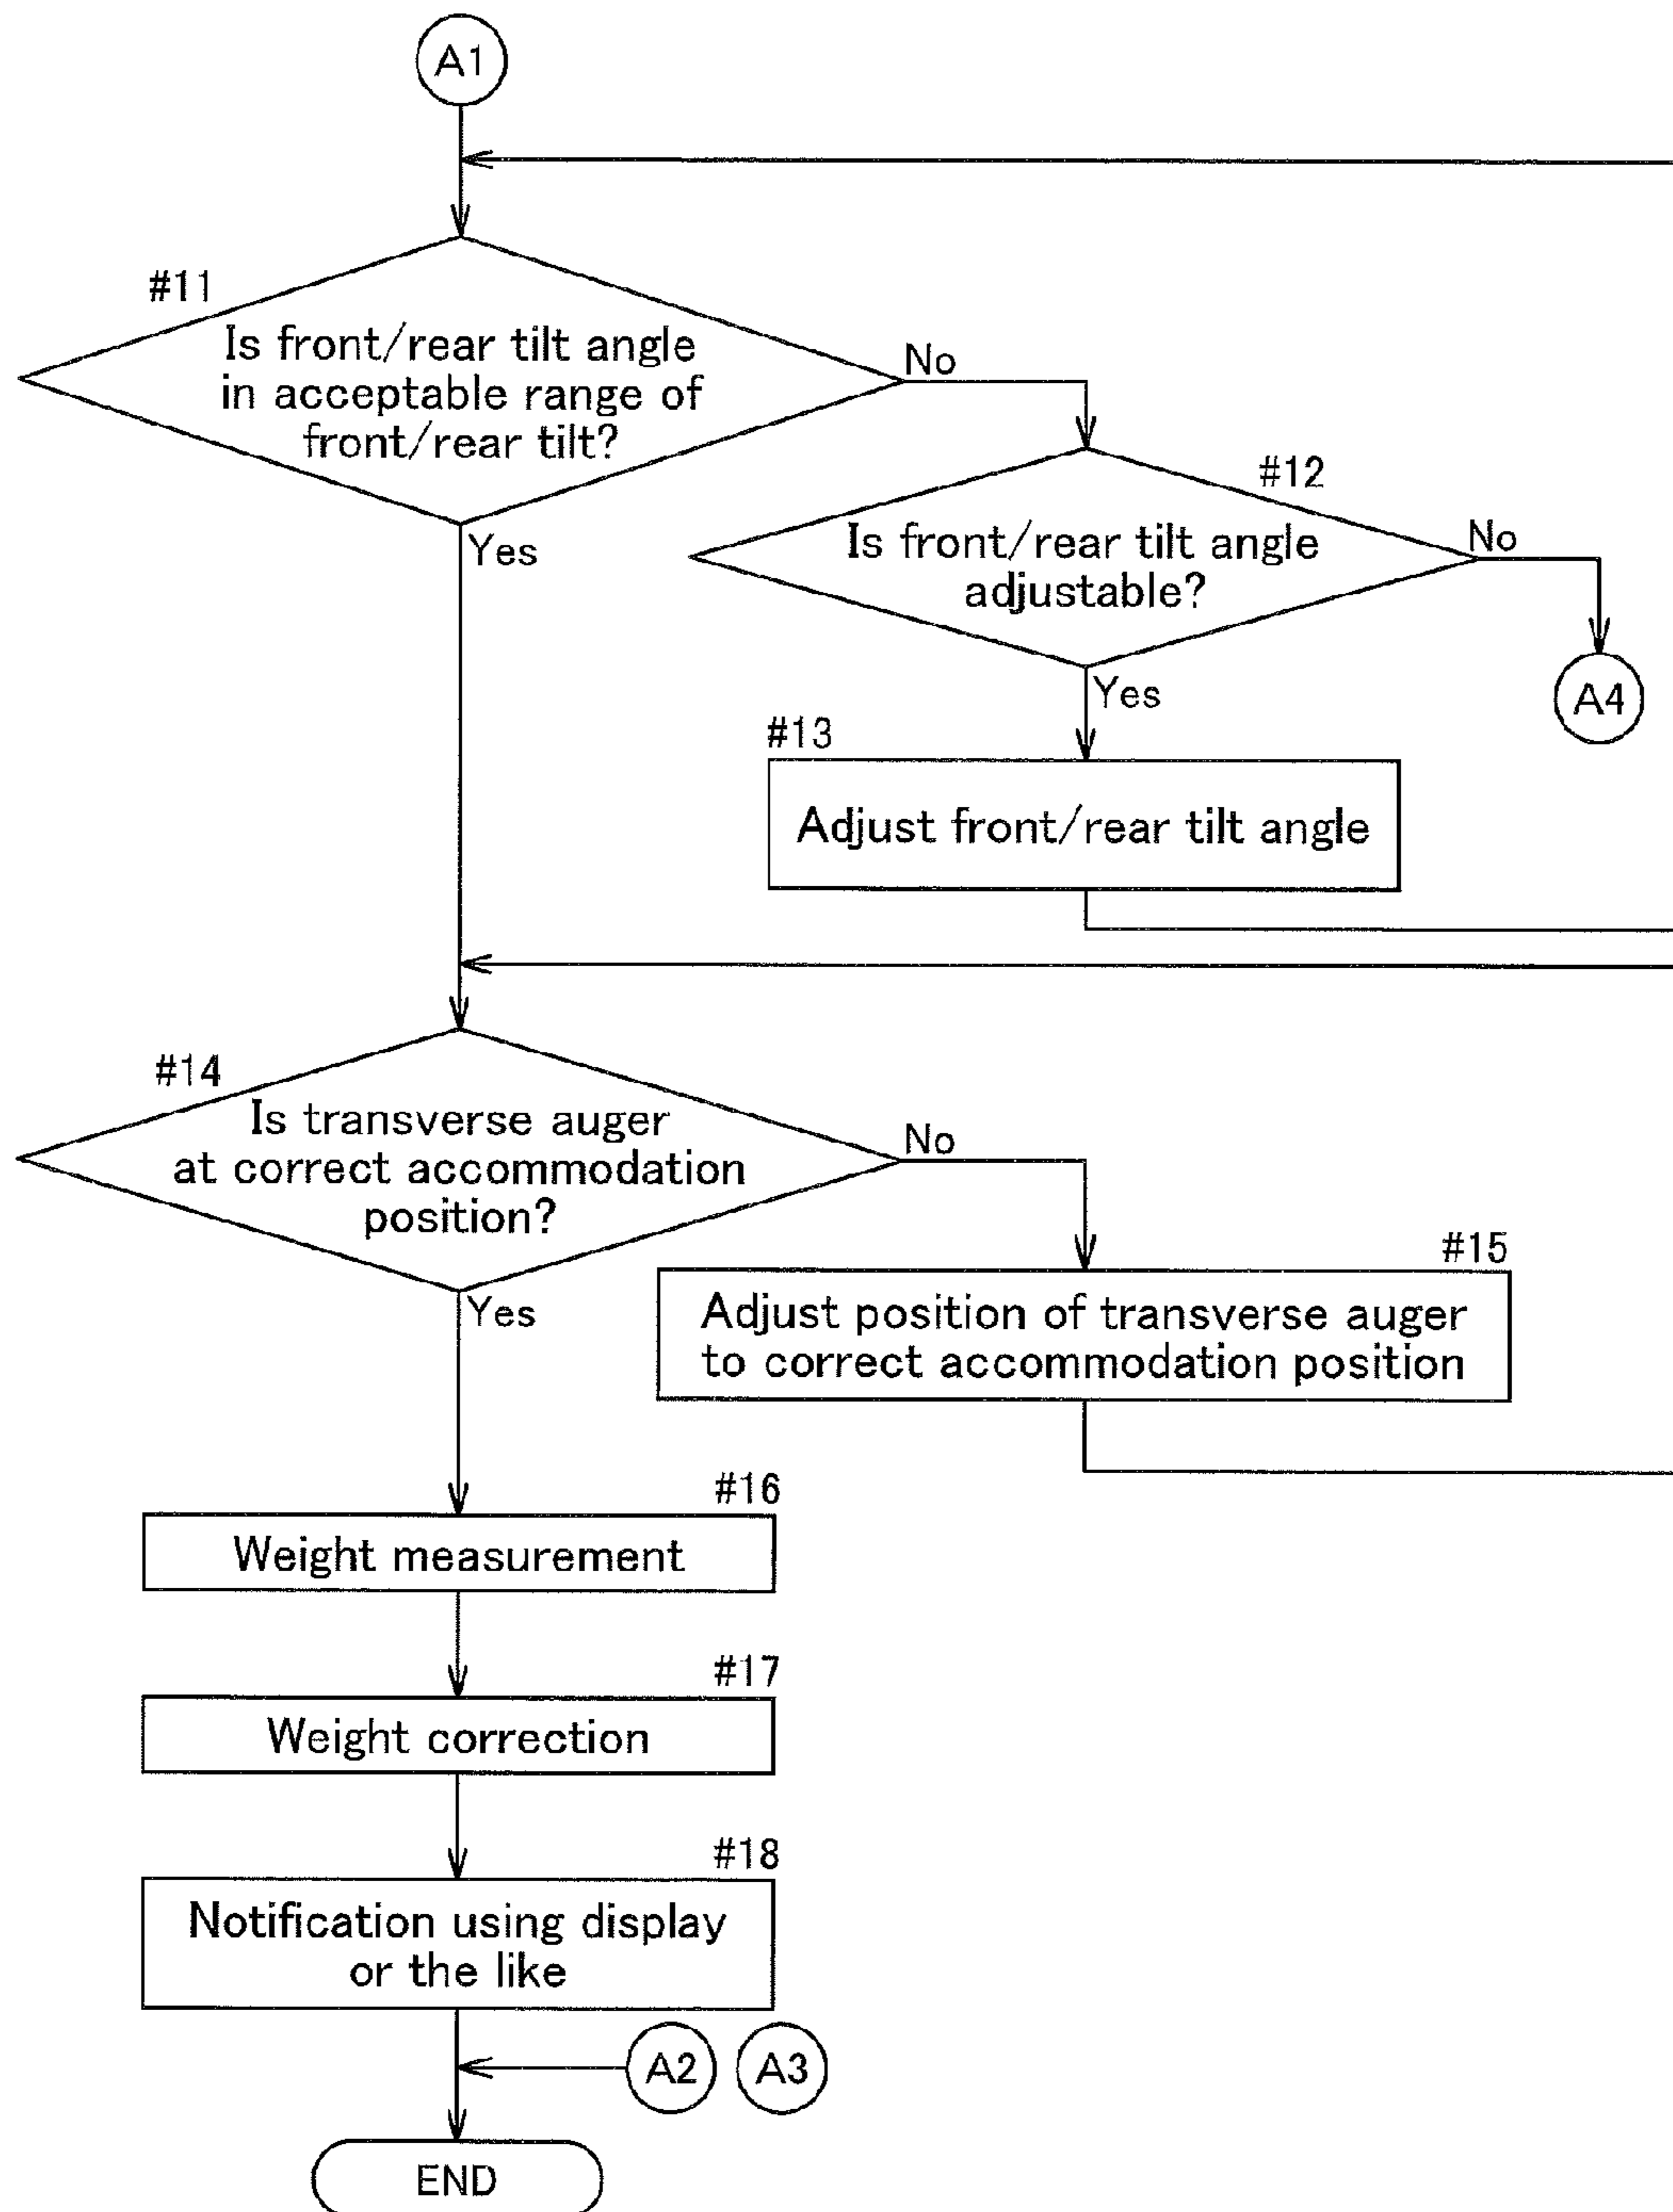 A1
#11
Is front/rear tilt angle
in acceptable range of
front/rear tilt?
No
Yes
#12
Is front/rear tilt angle
adjustable?
No
Yes
A4
#13
Adjust front/rear tilt angle
#14
Is transverse auger
at correct accommodation
position?
No
Yes
#15
Adjust position of transverse auger
to correct accommodation position
#16
Weight measurement
#17
Weight correction
#18
Notification using display
or the like
A2
A3
END